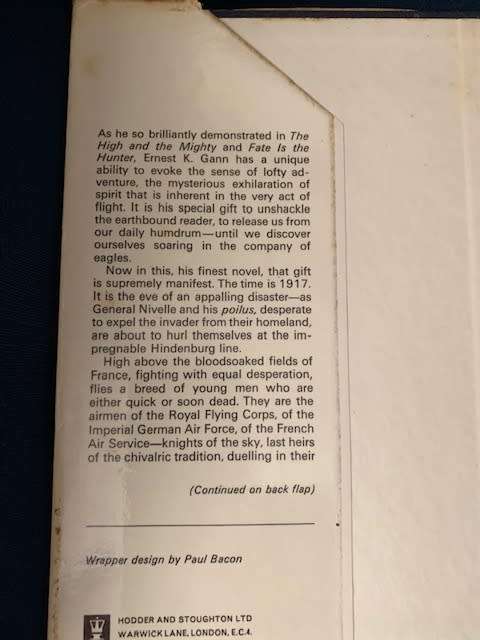 As he so brilliantly demonstrated in The
High and the Mighty and Fate Is the
Hunter, Ernest K. Gann has a unique
ability to evoke the sense of lofty ad-
venture, the mysterious exhilaration of
spirit that is inherent in the very act of
flight. It is his special gift to unshackle
the earthbound reader, to release us from
our daily humdrum—until we discover
ourselves soaring in the company of
eagles.
Now in this, his finest novel, that gift
is supremely manifest. The time is 1917.
It is the eve of an appalling disaster—as
General Nivelle and his poilus, desperate
to expel the invader from their homeland,
are about to hurl themselves at the im-
pregnable Hindenburg line.
High above the bloodsoaked fields of
France, fighting with equal desperation,
flies a breed of young men who are
either quick or soon dead. They are the
airmen of the Royal Flying Corps, of the
Imperial German Air Force, of the French
Air Service—knights of the sky, last heirs
of the chivalric tradition, duelling in their
(Continued on back flap)
Wrapper design by Paul Bacon
HODDER AND STOUGHTON LTD
WARWICK LANE, LONDON, E.C.4.